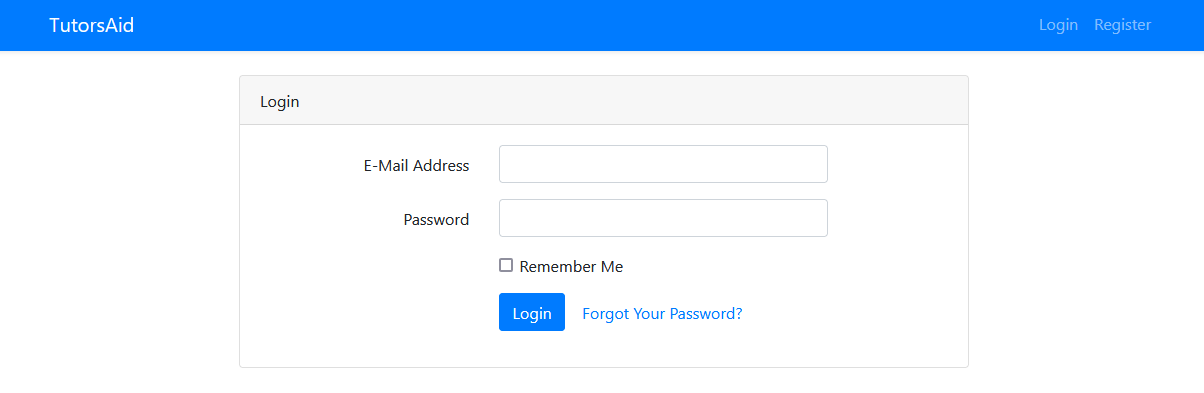 TutorsAid
Login Register
Login
E-Mail Address
Password
Remember Me
Login Forgot Your Password?